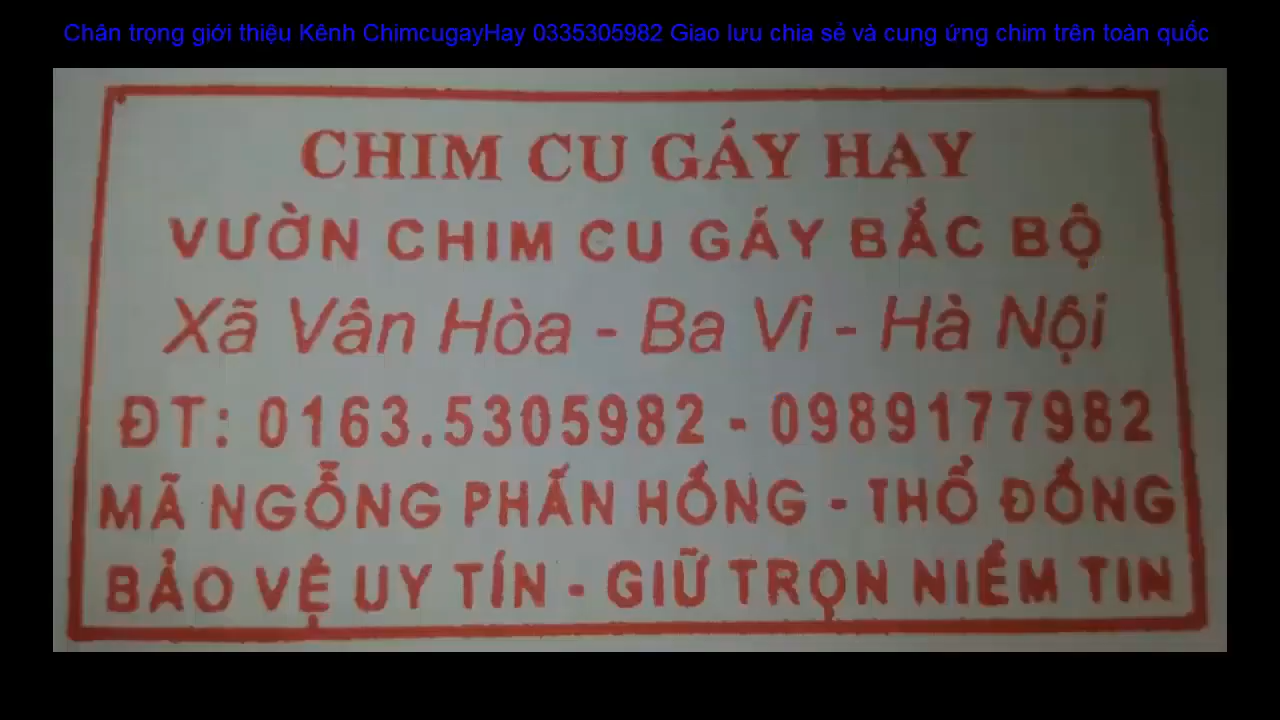 Chân trọng giới thiệu Kênh ChimcugayHay 0335305982 Giao lưu chia sẻ và cung ứng chim trên toàn quốc
CHIM CU GÁY HAY
VƯỜN CHIM CU GÁY BẮC BỘ
Xã Vân Hòa - Ba Vì - Hà Nội
ĐT: 0163.5305982 - 0989177982
MÃ NGỖNG PHẤN HỒNG - THỔ ĐỒNG
BẢO VỆ UY TÍN - GIỮ TRỌN NIỀM TIN